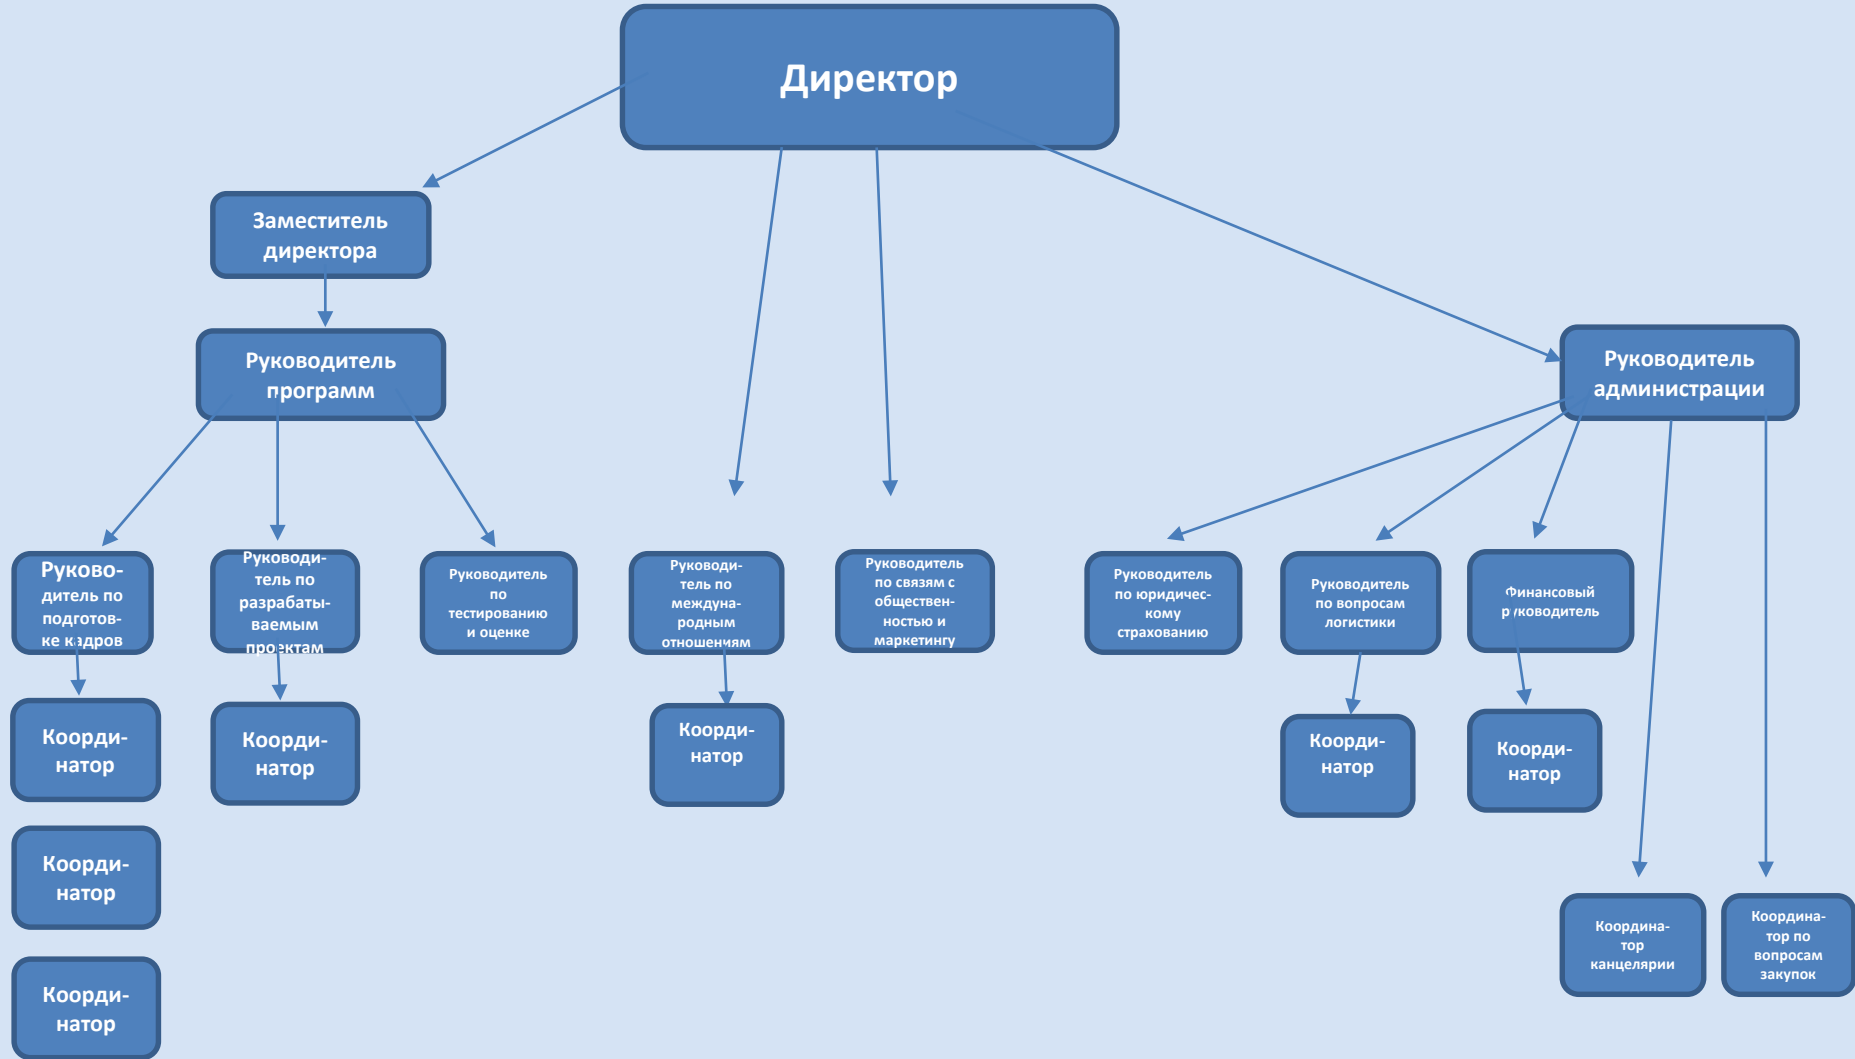 Директор
Заместитель
директора
Руководитель
программ
Руководитель
администрации
Руково-
дитель по
подготов-
ке кадров
Руководи-
тель по
разрабаты-
ваемым
проектам
Руководитель
по
тестированию
и оценке
Руководи-
тель по
междуна-
родным
отношениям
Руководитель
по связям с
обществен-
ностью и
маркетингу
Руководитель
по юридичес-
кому
страхованию
Руководитель
по вопросам
логистики
Финансовый
руководитель
Коорди-
натор
Коорди-
натор
Коорди-
натор
Коорди-
натор
Коорди-
натор
Коорди-
натор
Координа-
тор
канцелярии
Координа-
тор по
вопросам
закупок
Коорди-
натор